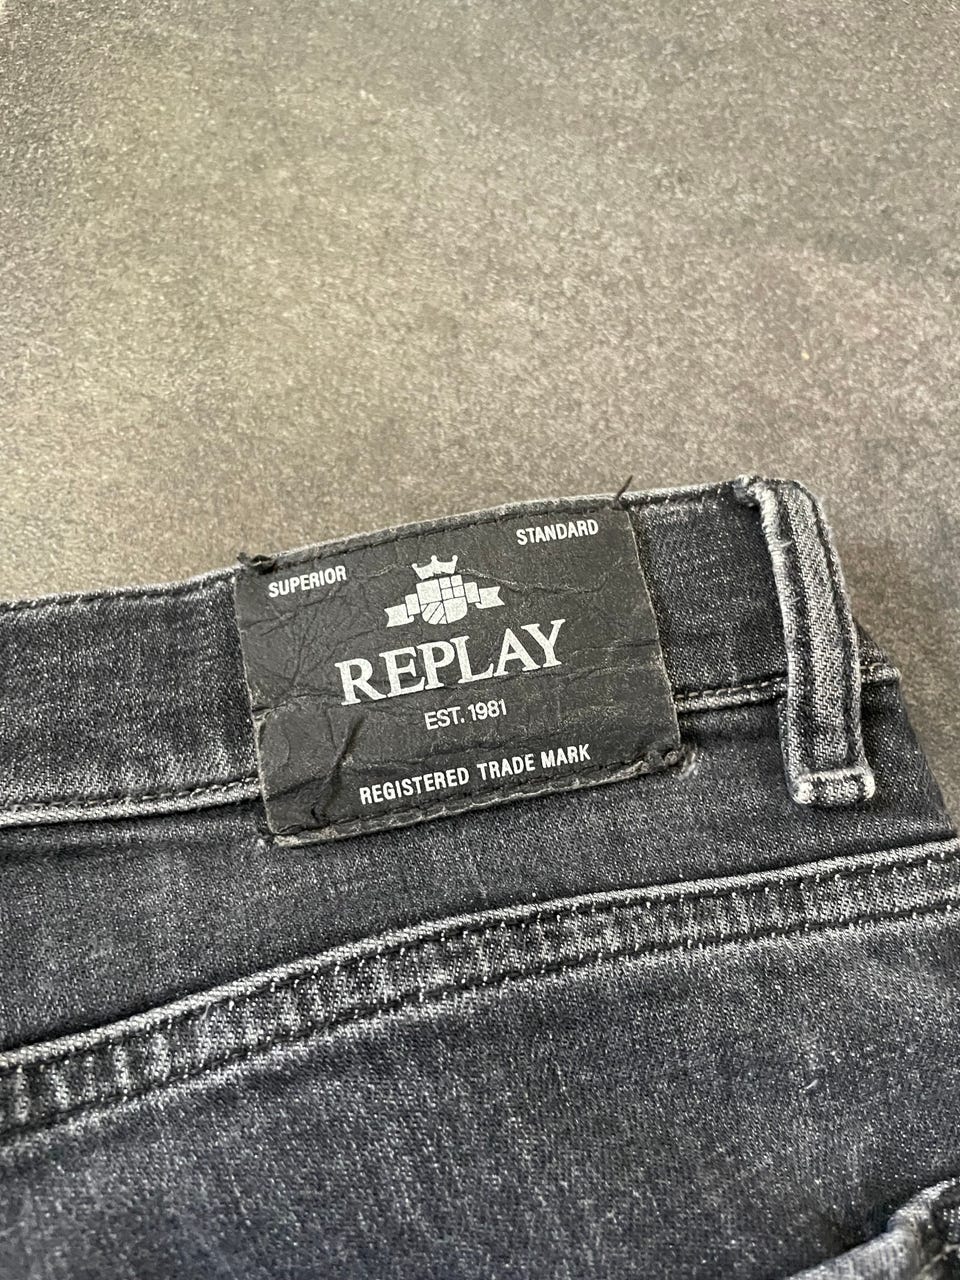 SUPERIOR STANDARD
REPLAY
EST. 1981
REGISTERED TRADE MARK